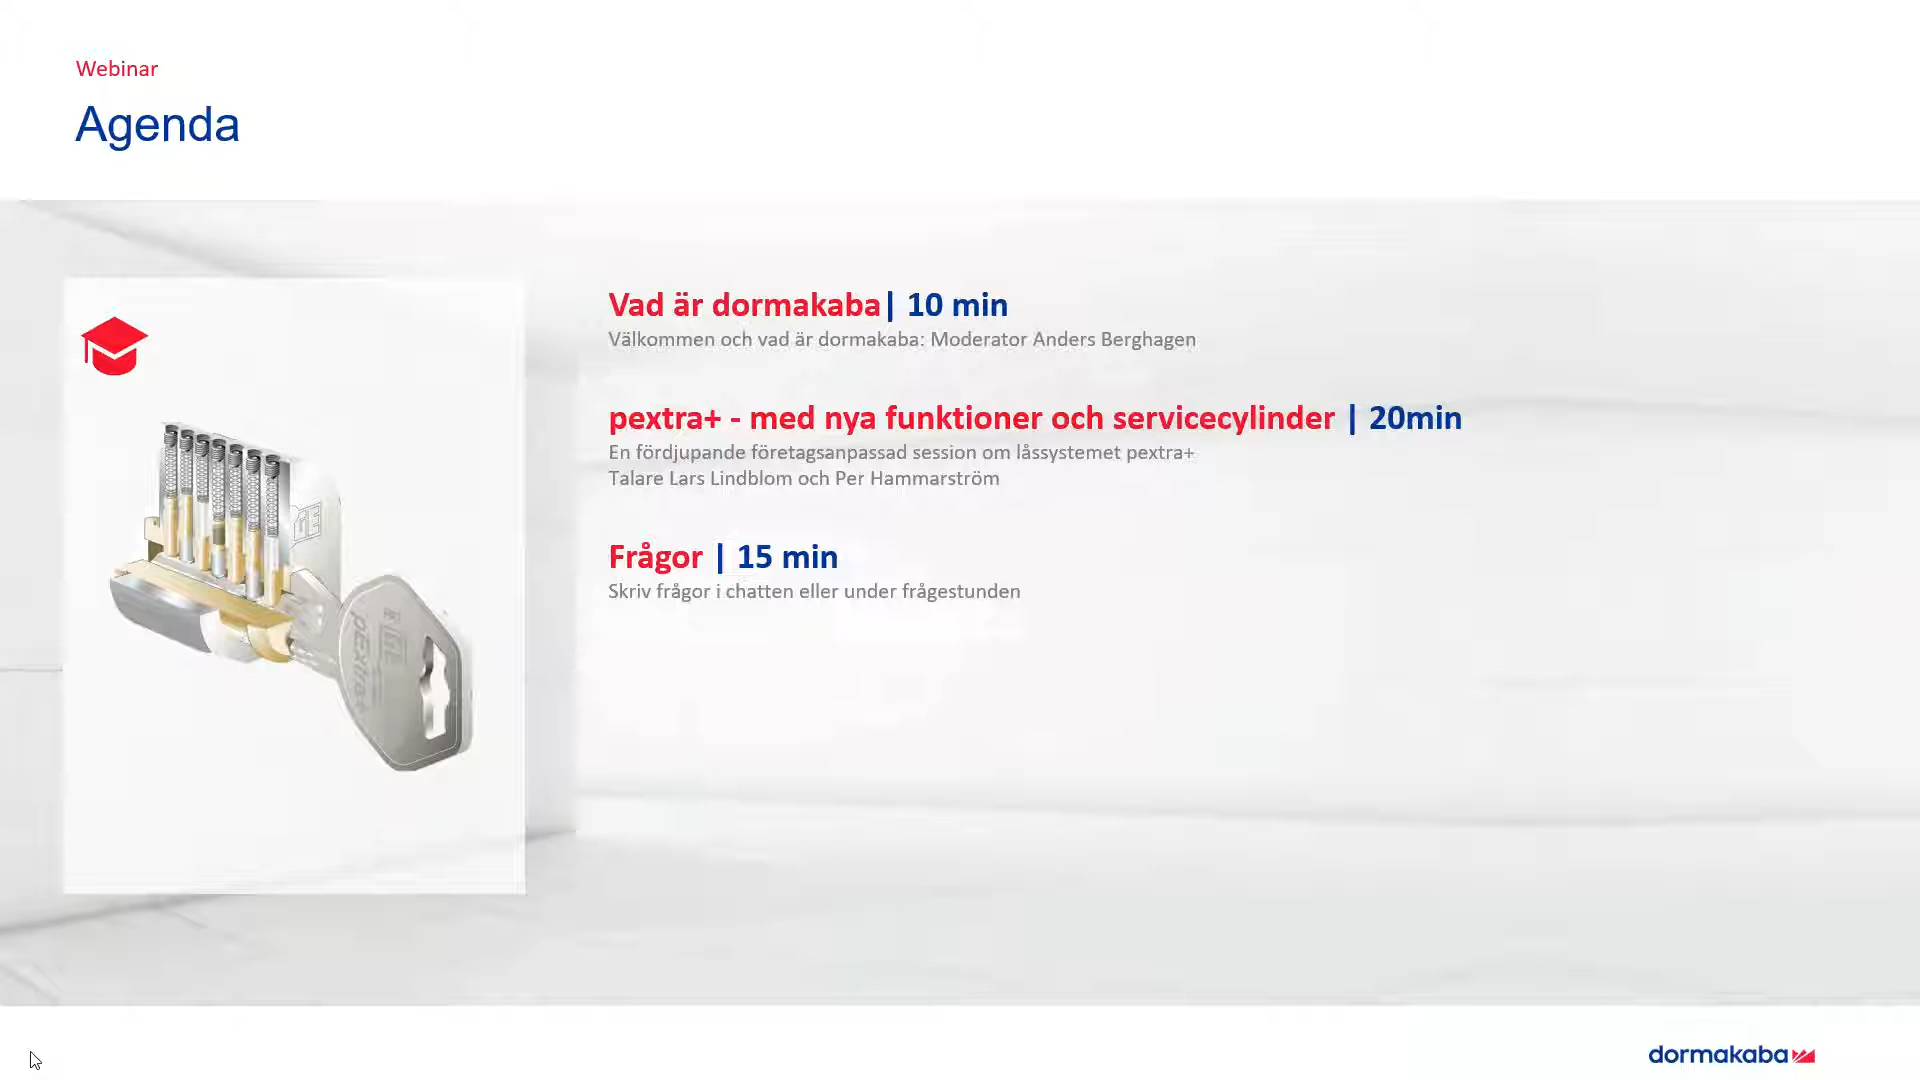 Webinar
Agenda
Vad är dormakaba| 10 min
Välkommen och vad är dormakaba: Moderator Anders Berghagen
pextra+ - med nya funktioner och servicecylinder | 20min
En fördjupande företagsanpassad session om låssystemet pextra+
Talare Lars Lindblom och Per Hammarström
Frågor | 15 min
Skriv frågor i chatten eller under frågestunden
GE
pExtra+
dormakaba